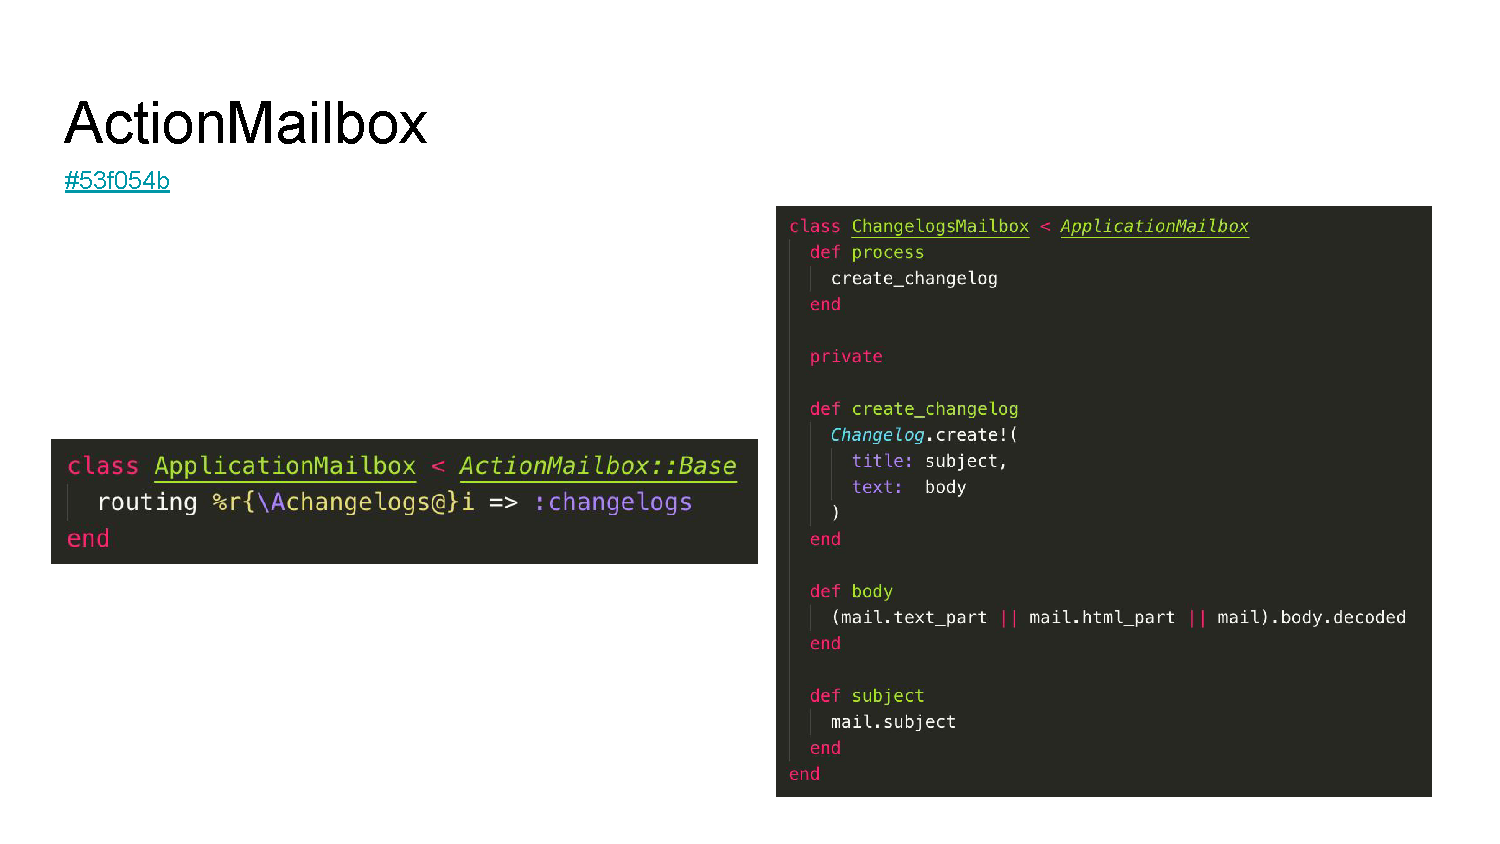 ActionMailbox
#53f054b
class ApplicationMailbox < ActionMailbox::Base
  routing %r{\Achangelogs@}i => :changelogs
end
class ChangelogsMailbox < ApplicationMailbox
  def process
    create_changelog
  end
  private
  def create_changelog
    Changelog.create!(
      title: subject,
      text:  body
    )
  end
  def body
    (mail.text_part || mail.html_part || mail).body.decoded
  end
  def subject
    mail.subject
  end
end